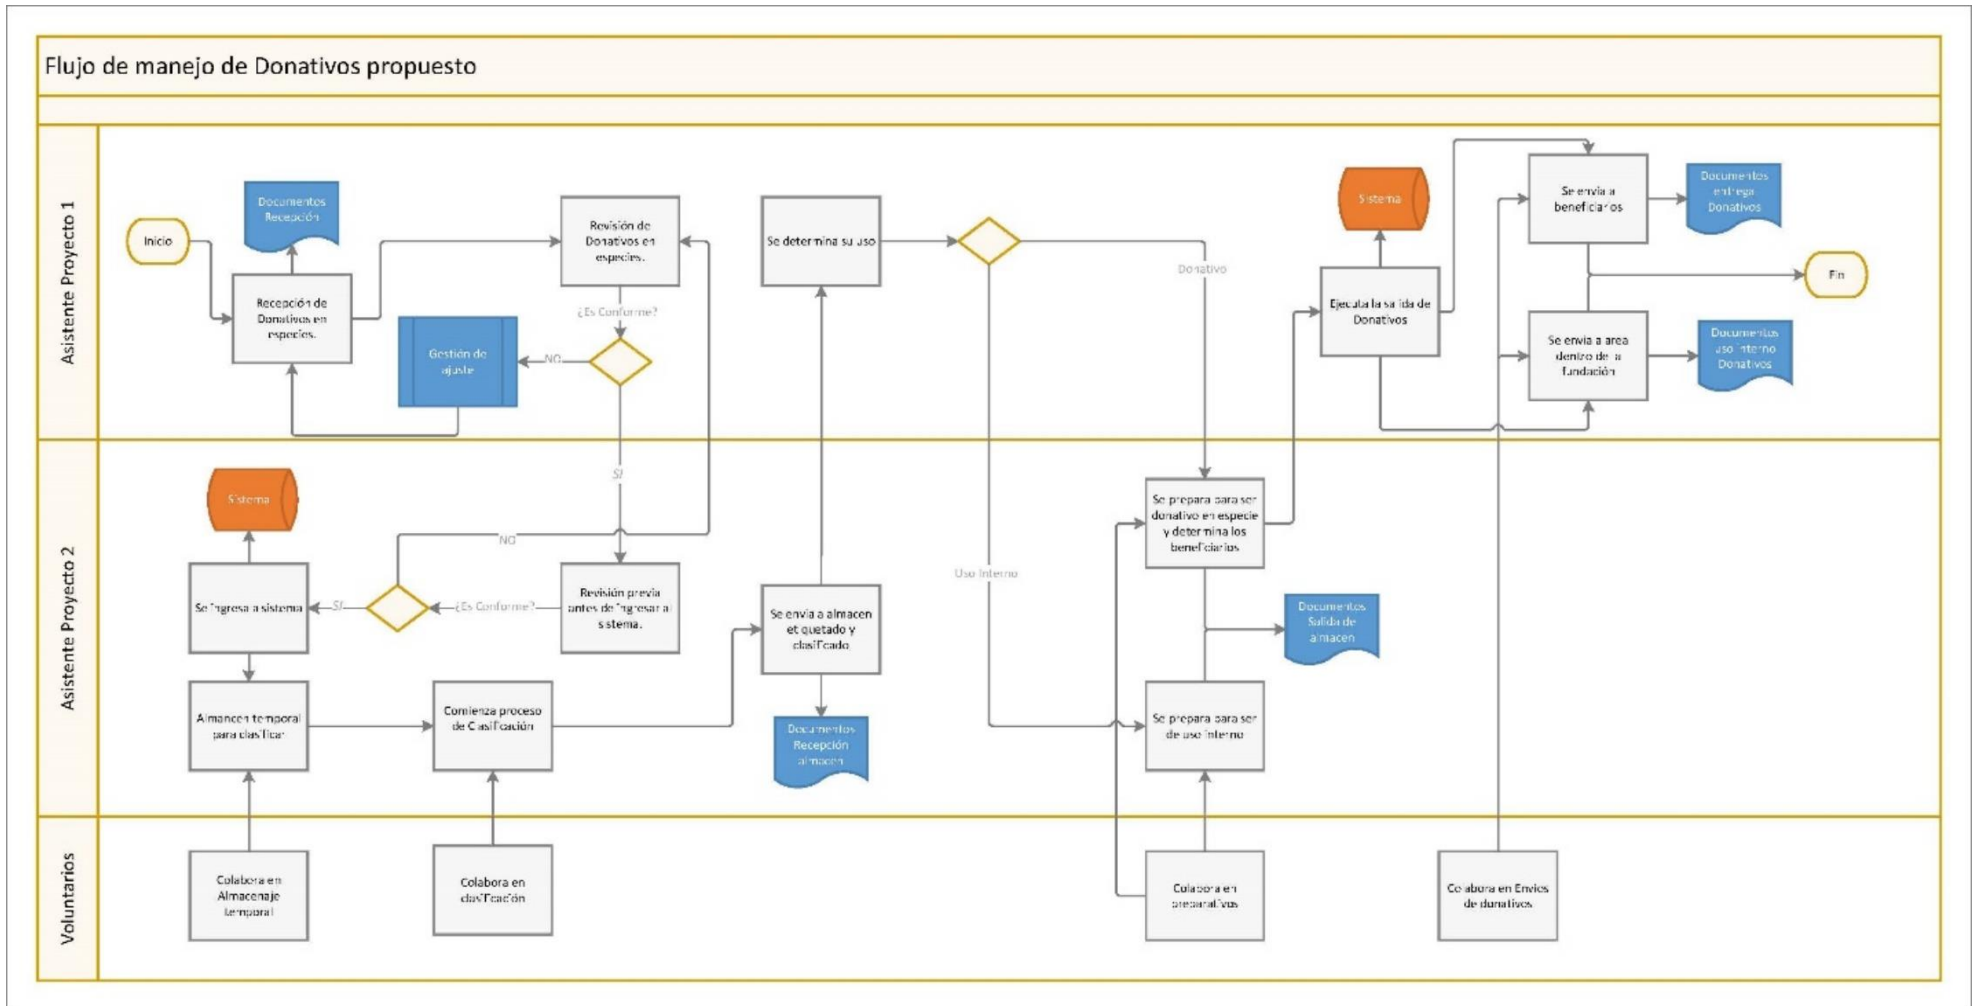 Flujo de manejo de Donativos propuesto
Asistente Proyecto 1
Inicio
Documentos
Recepción
Recepción de
Donativos en
especies.
Gestión de
ajuste
NO
Revisión de
Donativos en
especies.
¿Es Conforme?
SI
Se determina su uso
Donativo
Uso Interno
Sistema
Ejecuta la salida de
Donativos
Se envia a
beneficiarios
Documentos
entrega
Donativos
Fin
Se envia a area
dentro de la
fundación
Documentos
uso interno
Donativos
Asistente Proyecto 2
Sistema
Se ingresa a sistema
SI
NO
¿Es Conforme?
Revisión previa
antes de ingresar al
sistema.
Almancen temporal
para clasificar
Comienza proceso
de Clasificación
Se envia a almacen
etiquetado y
clasificado
Documentos
Recepción
almacen
Se prepara para ser
donativo en especie
y determina los
beneficiarios
Documentos
Salida de
almacen
Se prepara para ser
de uso interno
Voluntarios
Colabora en
Almacenaje
temporal
Colabora en
clasificación
Colabora en
preparativos
Colabora en Envios
de donativos